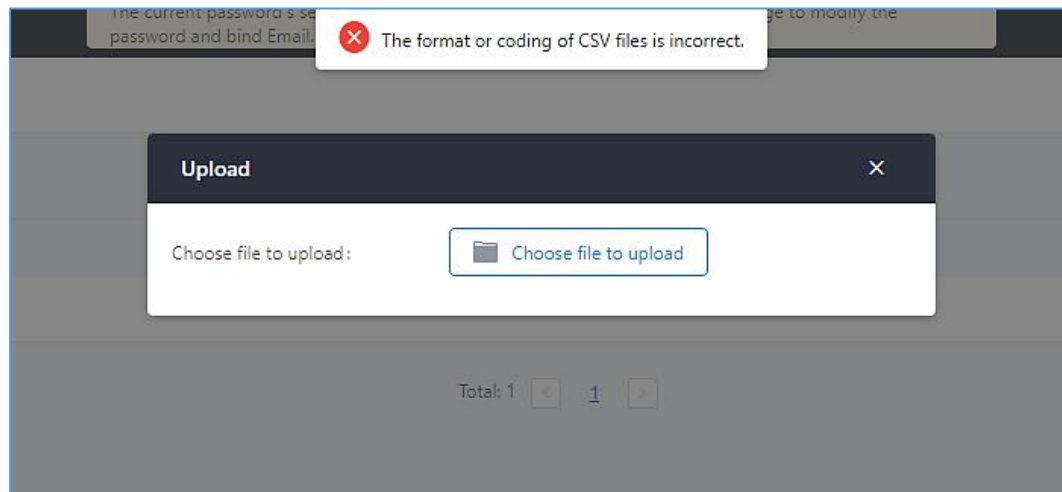 The current password's se
ge to modify the
password and bind Email.
The format or coding of CSV files is incorrect.
Upload
Choose file to upload:
Choose file to upload
Total: 1
1